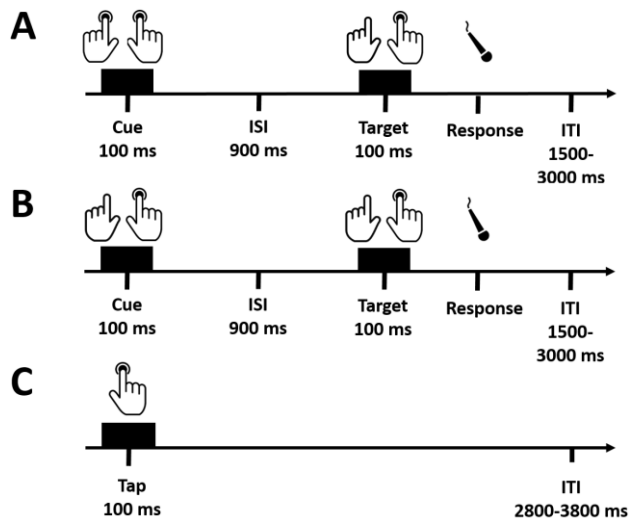 A
Cue ISI Target Response ITI
100 ms 900 ms 100 ms 1500-
3000 ms
B
Cue ISI Target Response ITI
100 ms 900 ms 100 ms 1500-
3000 ms
C
Tap ITI
100 ms 2800-3800 ms